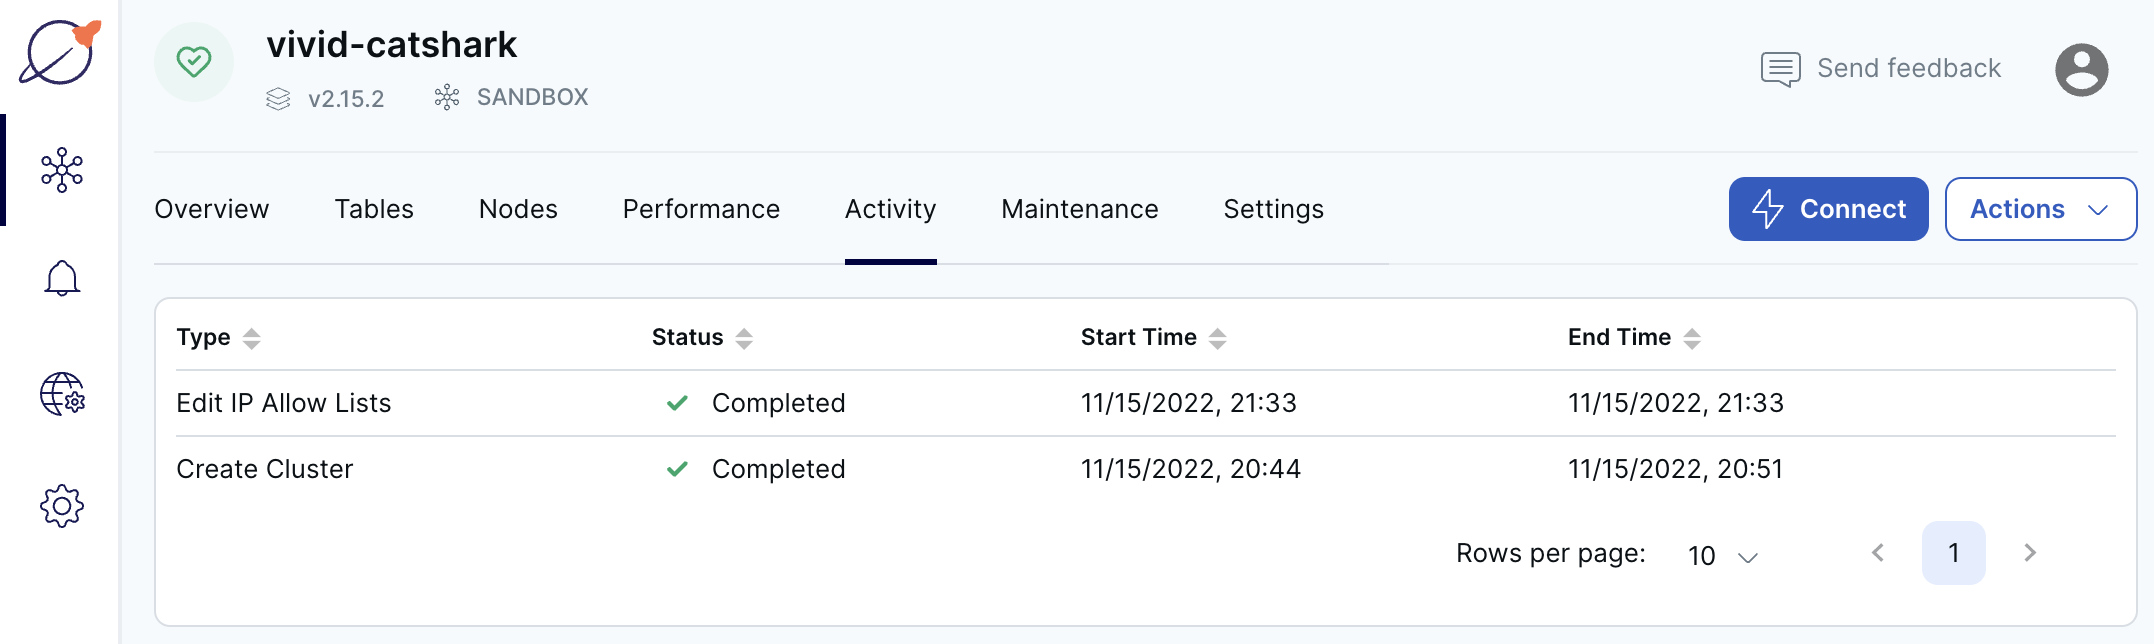 vivid-catshark
v2.15.2 SANDBOX
Send feedback
Overview Tables Nodes Performance Activity Maintenance Settings Connect Actions
Type Status Start Time End Time
Edit IP Allow Lists Completed 11/15/2022, 21:33 11/15/2022, 21:33
Create Cluster Completed 11/15/2022, 20:44 11/15/2022, 20:51
Rows per page: 10 1